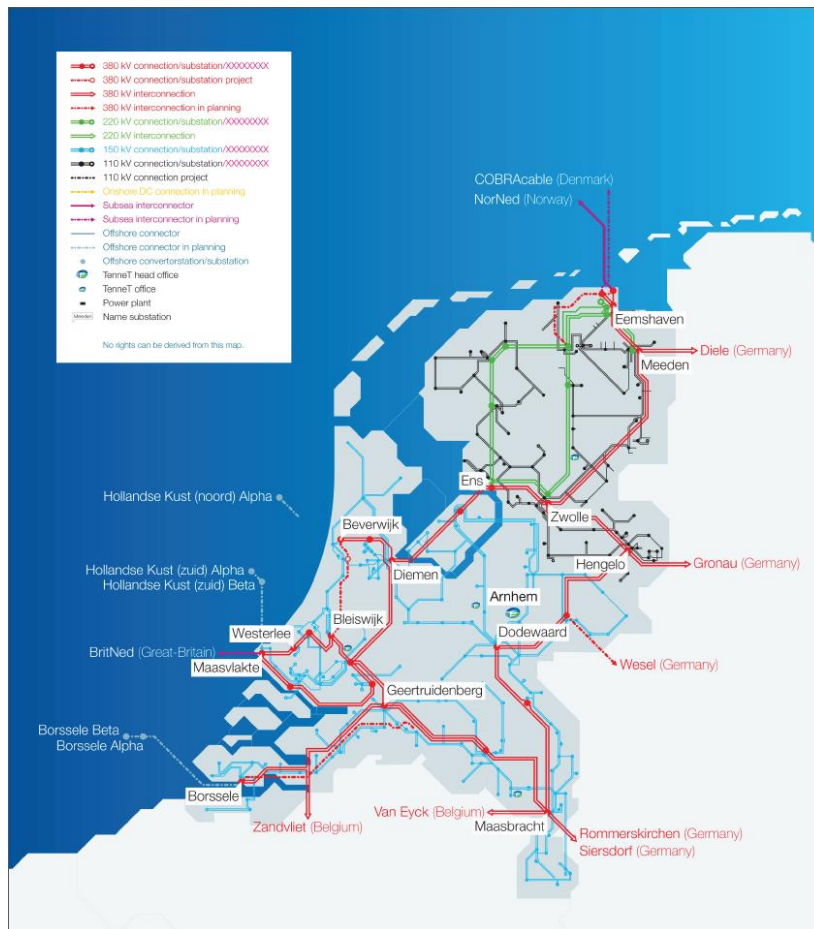 380 kV connection/substation/XXXXXXXX
380 kV connection/substation project
380 kV interconnection
380 kV interconnection in planning
220 kV connection/substation/XXXXXXXX
220 kV interconnection
150 kV connection/substation/XXXXXXXX
110 kV connection/substation/XXXXXXXX
110 kV connection project
Onshore DC connection in planning
Subsea interconnector
Subsea interconnector in planning
Offshore connector
Offshore connector in planning
Offshore convertorstation/substation
TenneT head office
TenneT office
Power plant
Meeden Name substation
No rights can be derived from this map.
COBRAcable (Denmark)
NorNed (Norway)
Eemshaven
Diele (Germany)
Meeden
Ens
Hollandse Kust (noord) Alpha
Zwolle
Beverwijk
Hengelo
Gronau (Germany)
Diemen
Hollandse Kust (zuid) Alpha
Hollandse Kust (zuid) Beta
Arnhem
Bleiswijk
Westerlee
Dodewaard
BritNed (Great-Britain)
Maasvlakte
Wesel (Germany)
Geertruidenberg
Borssele Beta
Borssele Alpha
Borssele
Van Eyck (Belgium)
Zandvliet (Belgium)
Maasbracht
Rommerskirchen (Germany)
Siersdorf (Germany)